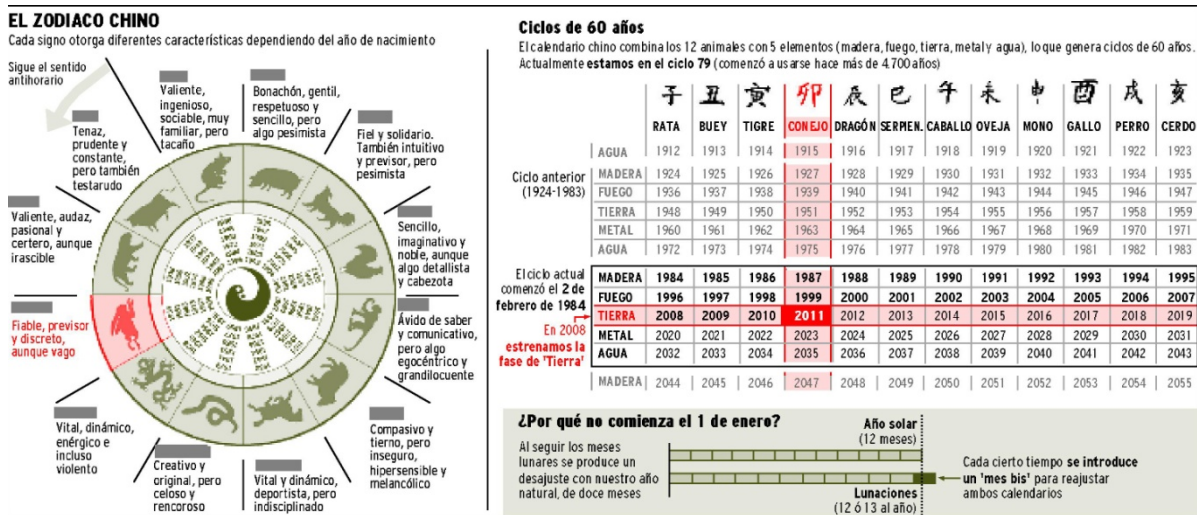 EL ZODIACO CHINO
Cada signo otorga diferentes características dependiendo del año de nacimiento
Sigue el sentido
antihorario
Valiente,
ingenioso,
sociable, muy
familiar, pero
tacaño
Bonachón, gentil,
respetuoso y
sencillo, pero
algo pesimista
Fiel y solidario.
También intuitivo
y previsor, pero
pesimista
Sencillo,
imaginativo y
noble, aunque
algo detallista
y cabezota
Ávido de saber
y comunicativo,
pero algo
egocéntrico y
grandilocuente
Compasivo y
tierno, pero
inseguro,
hipersensible y
melancólico
Vital y dinámico,
deportista, pero
indisciplinado
Creativo y
original, pero
celoso y
rencoroso
Vital, dinámico,
enérgico e
incluso
violento
Fiable, previsor
y discreto,
aunque vago
Valiente, audaz,
pasional y
certero, aunque
irascible
Tenaz,
prudente y
constante,
pero también
testarudo
Ciclos de 60 años
El calendario chino combina los 12 animales con 5 elementos (madera, fuego, tierra, metal y agua), lo que genera ciclos de 60 años.
Actualmente estamos en el ciclo 79 (comenzó a usarse hace más de 4.700 años)
子 丑 寅 卯 辰 巳 午 未 申 酉 戌 亥
RATA BUEY TIGRE CONEJO DRAGÓN SERPIEN. CABALLO OVEJA MONO GALLO PERRO CERDO
AGUA 1912 1913 1914 1915 1916 1917 1918 1919 1920 1921 1922 1923
Ciclo anterior
(1924-1983)
MADERA 1924 1925 1926 1927 1928 1929 1930 1931 1932 1933 1934 1935
FUEGO 1936 1937 1938 1939 1940 1941 1942 1943 1944 1945 1946 1947
TIERRA 1948 1949 1950 1951 1952 1953 1954 1955 1956 1957 1958 1959
METAL 1960 1961 1962 1963 1964 1965 1966 1967 1968 1969 1970 1971
AGUA 1972 1973 1974 1975 1976 1977 1978 1979 1980 1981 1982 1983
El ciclo actual
comenzó el 2 de
febrero de 1984
En 2008
estrenamos la
fase de 'Tierra'
MADERA 1984 1985 1986 1987 1988 1989 1990 1991 1992 1993 1994 1995
FUEGO 1996 1997 1998 1999 2000 2001 2002 2003 2004 2005 2006 2007
TIERRA 2008 2009 2010 2011 2012 2013 2014 2015 2016 2017 2018 2019
METAL 2020 2021 2022 2023 2024 2025 2026 2027 2028 2029 2030 2031
AGUA 2032 2033 2034 2035 2036 2037 2038 2039 2040 2041 2042 2043
MADERA 2044 2045 2046 2047 2048 2049 2050 2051 2052 2053 2054 2055
¿Por qué no comienza el 1 de enero?
Al seguir los meses
lunares se produce un
desajuste con nuestro año
natural, de doce meses
Año solar
(12 meses)
Lunaciones
(12 ó 13 al año)
Cada cierto tiempo se introduce
un 'mes bis' para reajustar
ambos calendarios